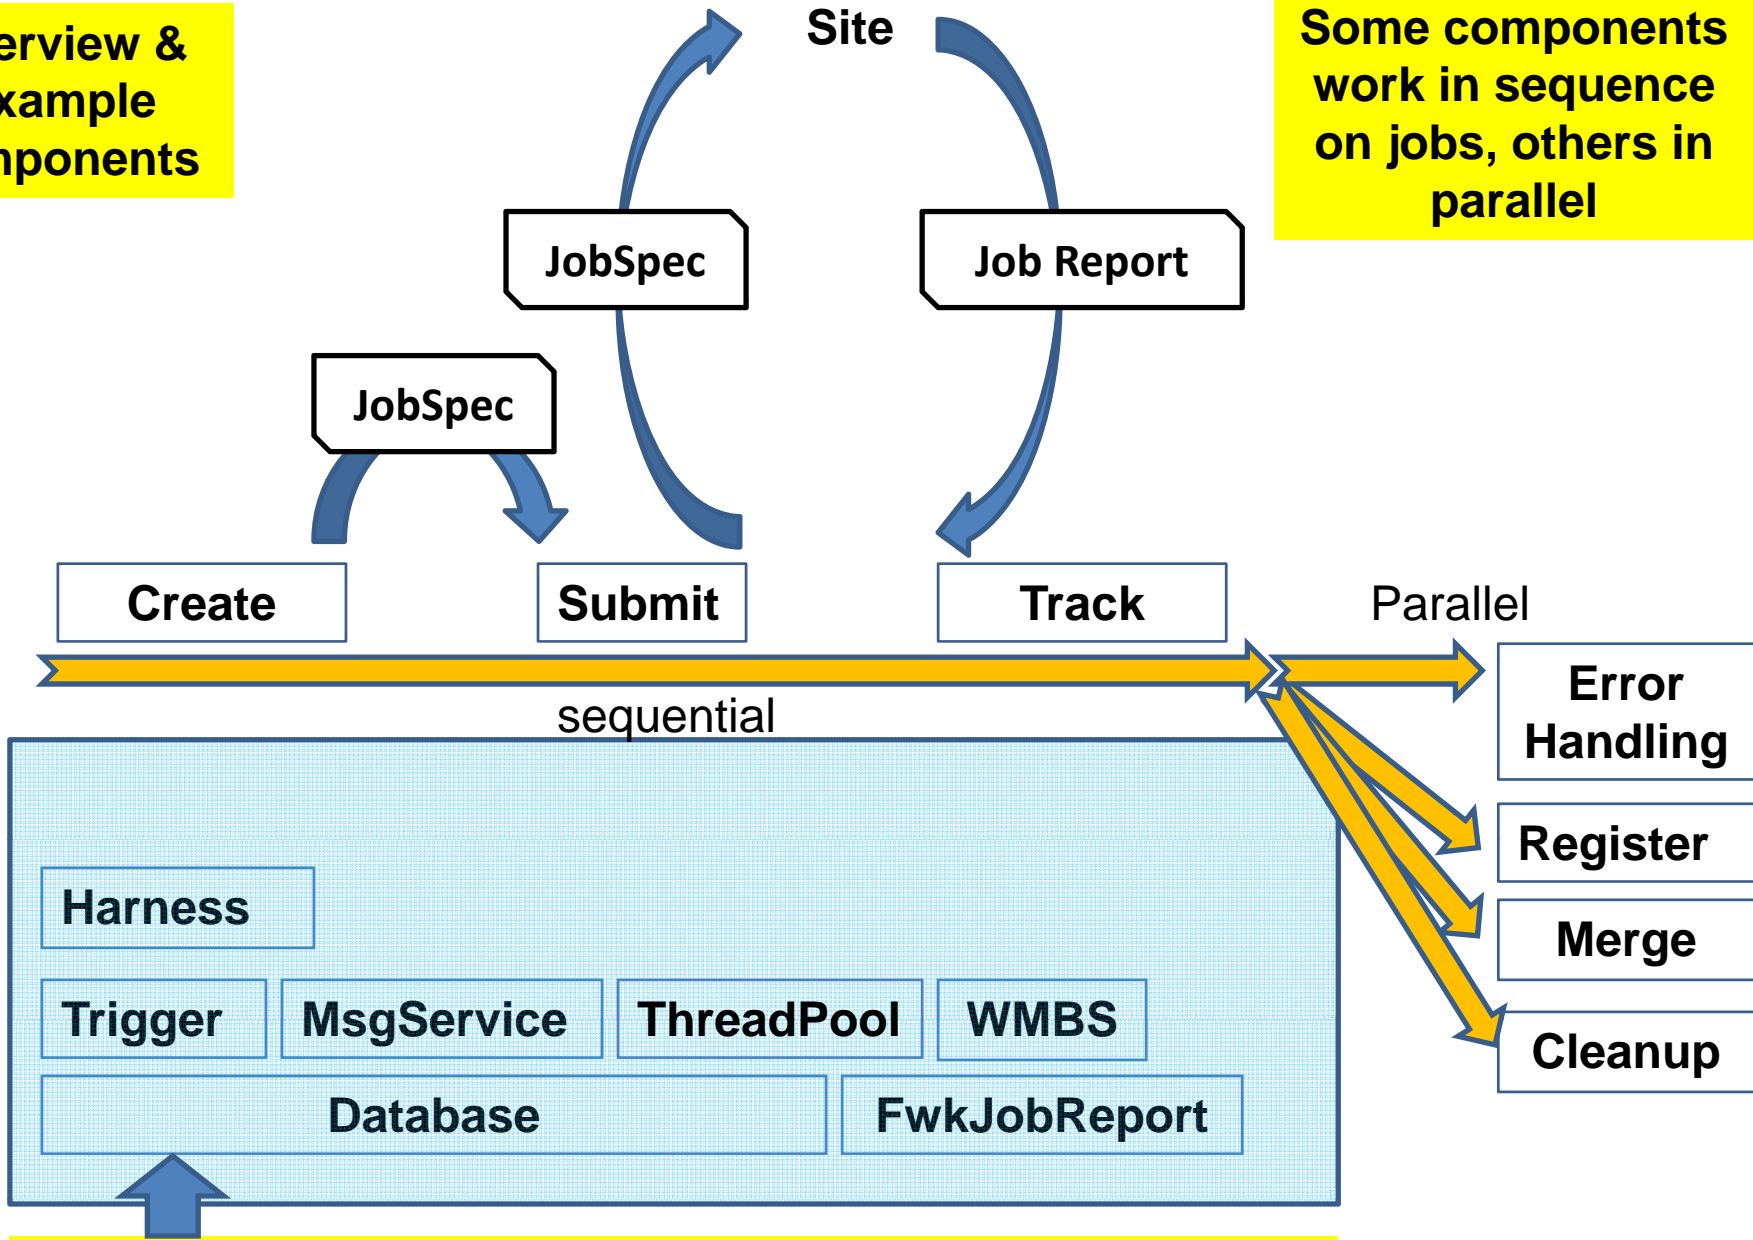 erview &
xample
ponents
Site
Some components
work in sequence
on jobs, others in
parallel
JobSpec
Job Report
JobSpec
Create
Submit
Track
Parallel
sequential
Error
Handling
Register
Merge
Cleanup
Harness
Trigger
MsgService
ThreadPool
WMBS
Database
FwkJobReport